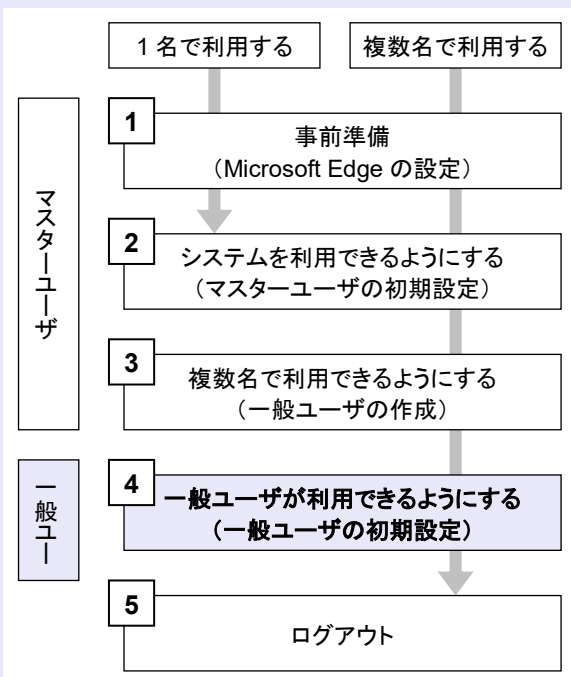 1 名で利用する
複数名で利用する
マスターユーザ
1
事前準備
（Microsoft Edge の設定）
2
システムを利用できるようにする
（マスターユーザの初期設定）
3
複数名で利用できるようにする
（一般ユーザの作成）
一般ユー
4
一般ユーザが利用できるようにする
（一般ユーザの初期設定）
5
ログアウト